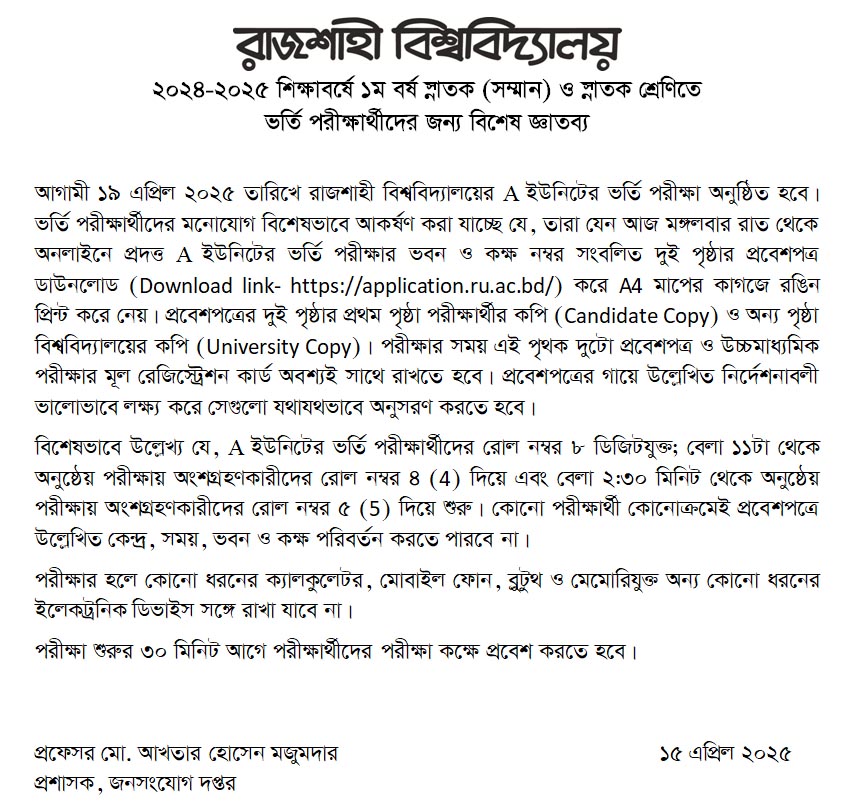 রাজশাহী বিশ্ববিদ্যালয়
২০২৪-২০২৫ শিক্ষাবর্ষে ১ম বর্ষ স্নাতক (সম্মান) ও স্নাতক শ্রেণিতে
ভর্তি পরীক্ষার্থীদের জন্য বিশেষ জ্ঞাতব্য
আগামী ১৯ এপ্রিল ২০২৫ তারিখে রাজশাহী বিশ্ববিদ্যালয়ের A ইউনিটের ভর্তি পরীক্ষা অনুষ্ঠিত হবে।
ভর্তি পরীক্ষার্থীদের মনোযোগ বিশেষভাবে আকর্ষণ করা যাচ্ছে যে, তারা যেন আজ মঙ্গলবার রাত থেকে
অনলাইনে প্রদত্ত A ইউনিটের ভর্তি পরীক্ষার ভবন ও কক্ষ নম্বর সংবলিত দুই পৃষ্ঠার প্রবেশপত্র
ডাউনলোড (Download link- https://application.ru.ac.bd/) করে A4 মাপের কাগজে রঙিন
প্রিন্ট করে নেয়। প্রবেশপত্রের দুই পৃষ্ঠার প্রথম পৃষ্ঠা পরীক্ষার্থীর কপি (Candidate Copy) ও অন্য পৃষ্ঠা
বিশ্ববিদ্যালয়ের কপি (University Copy)। পরীক্ষার সময় এই পৃথক দুটো প্রবেশপত্র ও উচ্চমাধ্যমিক
পরীক্ষার মূল রেজিস্ট্রেশন কার্ড অবশ্যই সাথে রাখতে হবে। প্রবেশপত্রের গায়ে উল্লেখিত নির্দেশনাবলী
ভালোভাবে লক্ষ্য করে সেগুলো যথাযথভাবে অনুসরণ করতে হবে।
বিশেষভাবে উল্লেখ্য যে, A ইউনিটের ভর্তি পরীক্ষার্থীদের রোল নম্বর ৮ ডিজিটযুক্ত; বেলা ১১টা থেকে
অনুষ্ঠেয় পরীক্ষায় অংশগ্রহণকারীদের রোল নম্বর ৪ (4) দিয়ে এবং বেলা ২:৩০ মিনিট থেকে অনুষ্ঠেয়
পরীক্ষায় অংশগ্রহণকারীদের রোল নম্বর ৫ (5) দিয়ে শুরু। কোনো পরীক্ষার্থী কোনোক্রমেই প্রবেশপত্রে
উল্লেখিত কেন্দ্র, সময়, ভবন ও কক্ষ পরিবর্তন করতে পারবে না।
পরীক্ষার হলে কোনো ধরনের ক্যালকুলেটর, মোবাইল ফোন, ব্লুটুথ ও মেমোরিযুক্ত অন্য কোনো ধরনের
ইলেকট্রনিক ডিভাইস সঙ্গে রাখা যাবে না।
পরীক্ষা শুরুর ৩০ মিনিট আগে পরীক্ষার্থীদের পরীক্ষা কক্ষে প্রবেশ করতে হবে।
প্রফেসর মো. আখতার হোসেন মজুমদার
১৫ এপ্রিল ২০২৫
প্রশাসক, জনসংযোগ দপ্তর